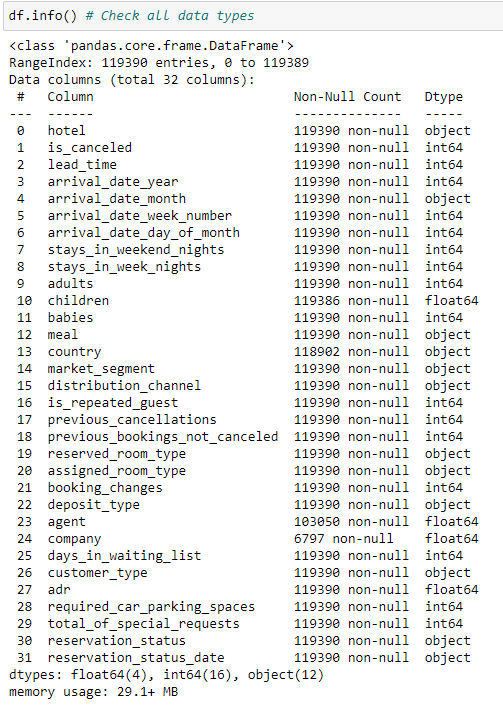 df.info() # Check all data types
<class 'pandas.core.frame.DataFrame'>
RangeIndex: 119390 entries, 0 to 119389
Data columns (total 32 columns):
 #   Column                          Non-Null Count   Dtype
---  ------                          --------------   -----
 0   hotel                           119390 non-null  object
 1   is_canceled                     119390 non-null  int64
 2   lead_time                       119390 non-null  int64
 3   arrival_date_year               119390 non-null  int64
 4   arrival_date_month              119390 non-null  object
 5   arrival_date_week_number        119390 non-null  int64
 6   arrival_date_day_of_month       119390 non-null  int64
 7   stays_in_weekend_nights         119390 non-null  int64
 8   stays_in_week_nights            119390 non-null  int64
 9   adults                          119390 non-null  int64
 10  children                        119386 non-null  float64
 11  babies                          119390 non-null  int64
 12  meal                            119390 non-null  object
 13  country                         118902 non-null  object
 14  market_segment                  119390 non-null  object
 15  distribution_channel            119390 non-null  object
 16  is_repeated_guest               119390 non-null  int64
 17  previous_cancellations          119390 non-null  int64
 18  previous_bookings_not_canceled  119390 non-null  int64
 19  reserved_room_type              119390 non-null  object
 20  assigned_room_type              119390 non-null  object
 21  booking_changes                 119390 non-null  int64
 22  deposit_type                    119390 non-null  object
 23  agent                           103050 non-null  float64
 24  company                         6797 non-null    float64
 25  days_in_waiting_list            119390 non-null  int64
 26  customer_type                   119390 non-null  object
 27  adr                             119390 non-null  float64
 28  required_car_parking_spaces     119390 non-null  int64
 29  total_of_special_requests       119390 non-null  int64
 30  reservation_status              119390 non-null  object
 31  reservation_status_date         119390 non-null  object
dtypes: float64(4), int64(16), object(12)
memory usage: 29.1+ MB